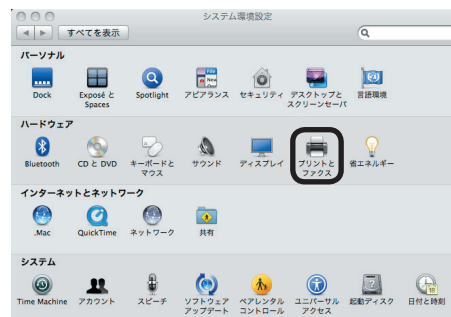 システム環境設定
すべてを表示
パーソナル
Dock
Exposé と
Spaces
Spotlight
アピアランス
セキュリティ
デスクトップと
スクリーンセーバ
言語環境
ハードウェア
Bluetooth
CD と DVD
キーボードと
マウス
サウンド
ディスプレイ
プリントと
ファクス
省エネルギー
インターネットとネットワーク
.Mac
QuickTime
ネットワーク
共有
システム
Time Machine
アカウント
スピーチ
ソフトウェア
アップデート
ペアレンタル
コントロール
ユニバーサル
アクセス
起動ディスク
日付と時刻